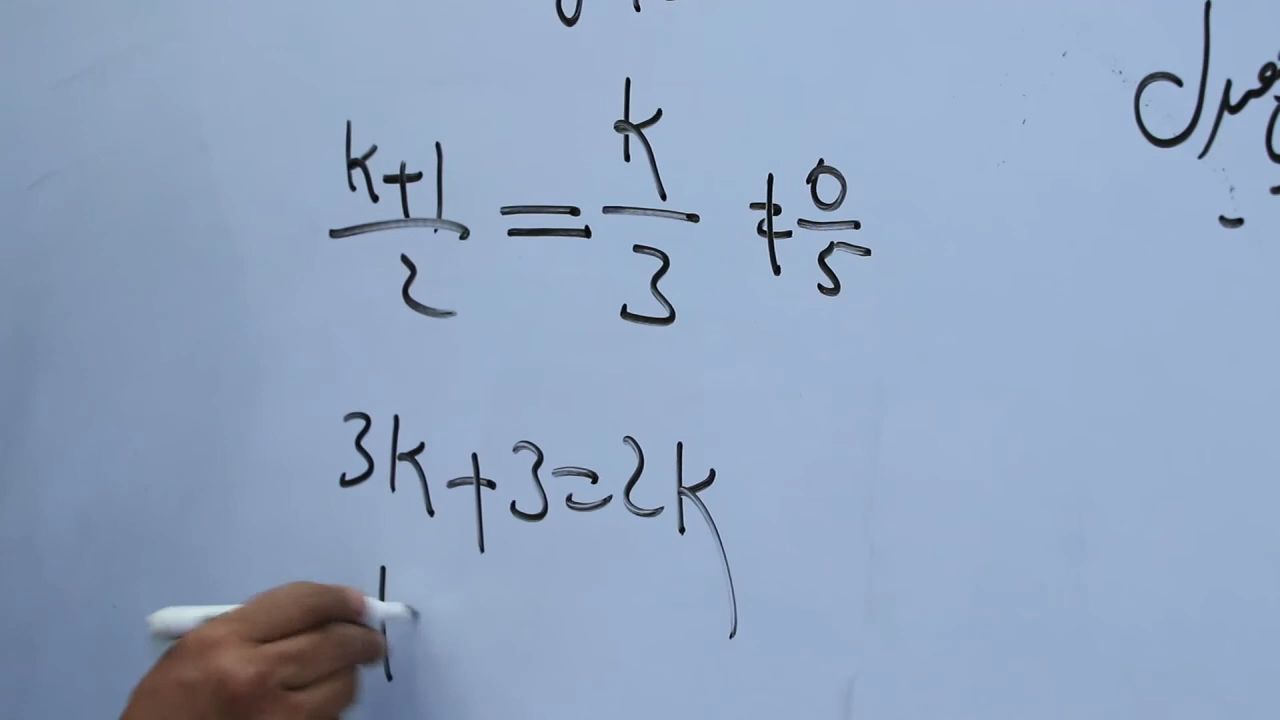 k+1/2 = k/3 ≠ 0/5
3k+3=2k